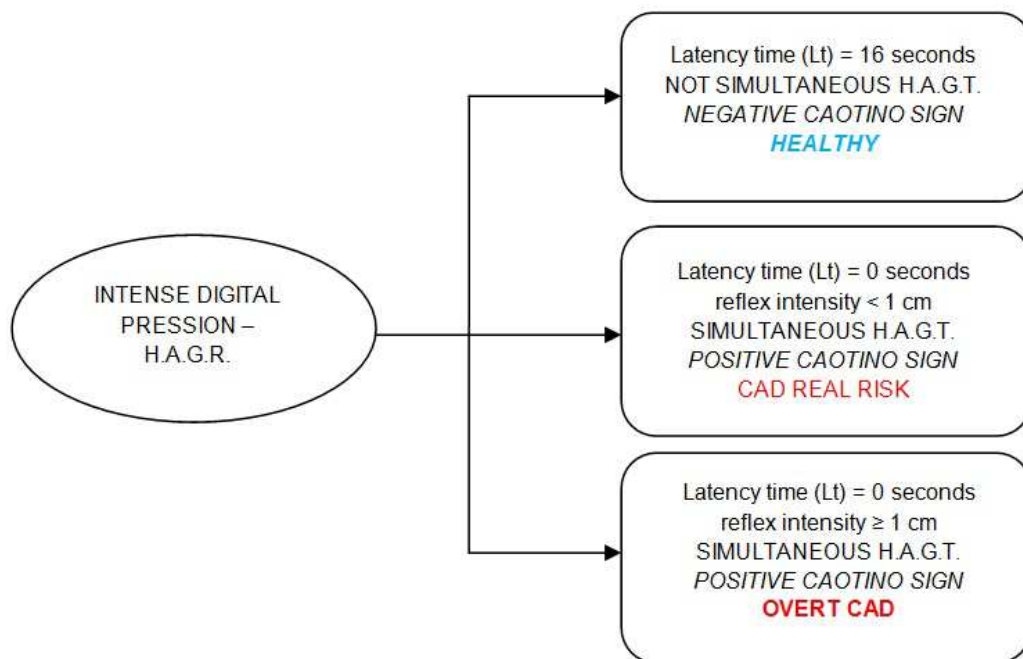 Latency time (Lt) = 16 seconds
NOT SIMULTANEOUS H.A.G.T.
NEGATIVE CAOTINO SIGN
HEALTHY
INTENSE DIGITAL
PRESSION –
H.A.G.R.
Latency time (Lt) = 0 seconds
reflex intensity < 1 cm
SIMULTANEOUS H.A.G.T.
POSITIVE CAOTINO SIGN
CAD REAL RISK
Latency time (Lt) = 0 seconds
reflex intensity ≥ 1 cm
SIMULTANEOUS H.A.G.T.
POSITIVE CAOTINO SIGN
OVERT CAD